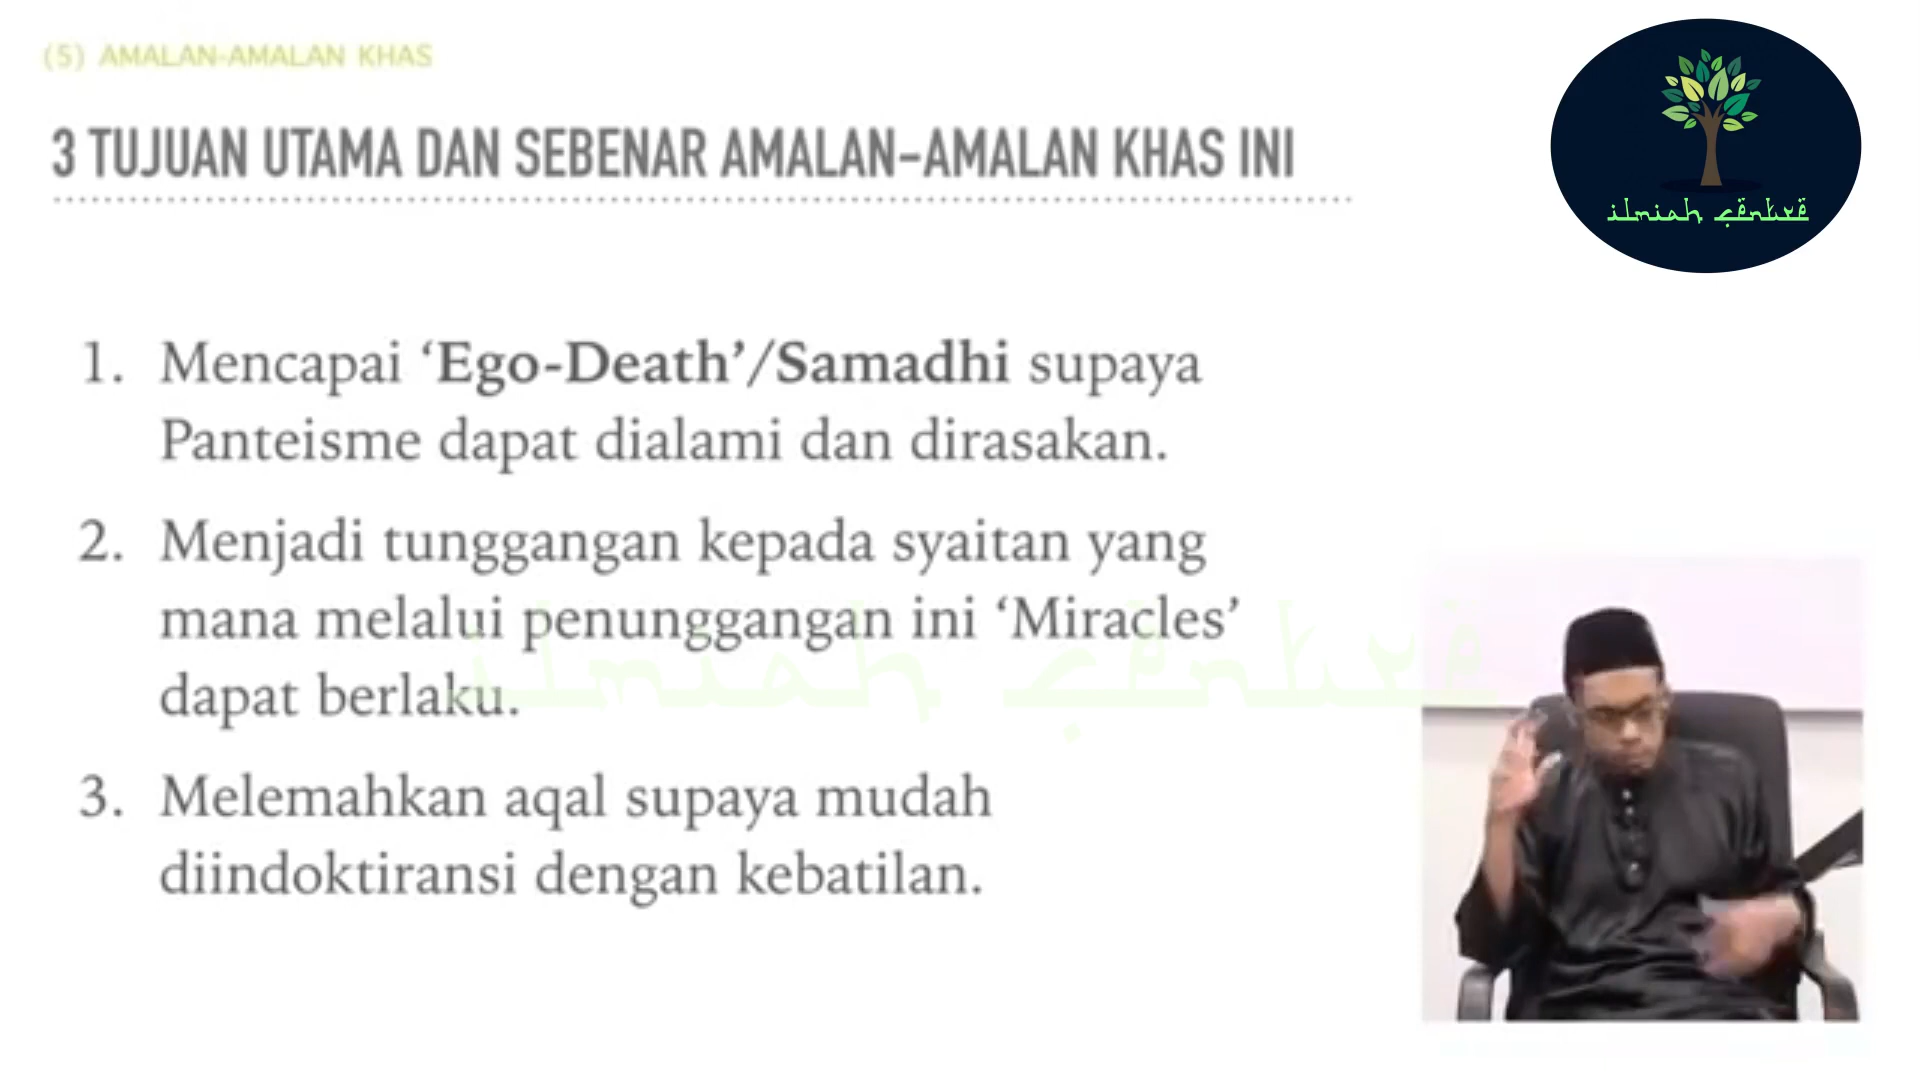 (5) AMALAN-AMALAN KHAS
3 TUJUAN UTAMA DAN SEBENAR AMALAN-AMALAN KHAS INI
ilmiah centre
1. Mencapai ‘Ego-Death’/Samadhi supaya
Panteisme dapat dialami dan dirasakan.
2. Menjadi tunggangan kepada syaitan yang
mana melalui penunggangan ini ‘Miracles’
dapat berlaku.
ilmiah centre
3. Melemahkan aqal supaya mudah
diindoktiransi dengan kebatilan.